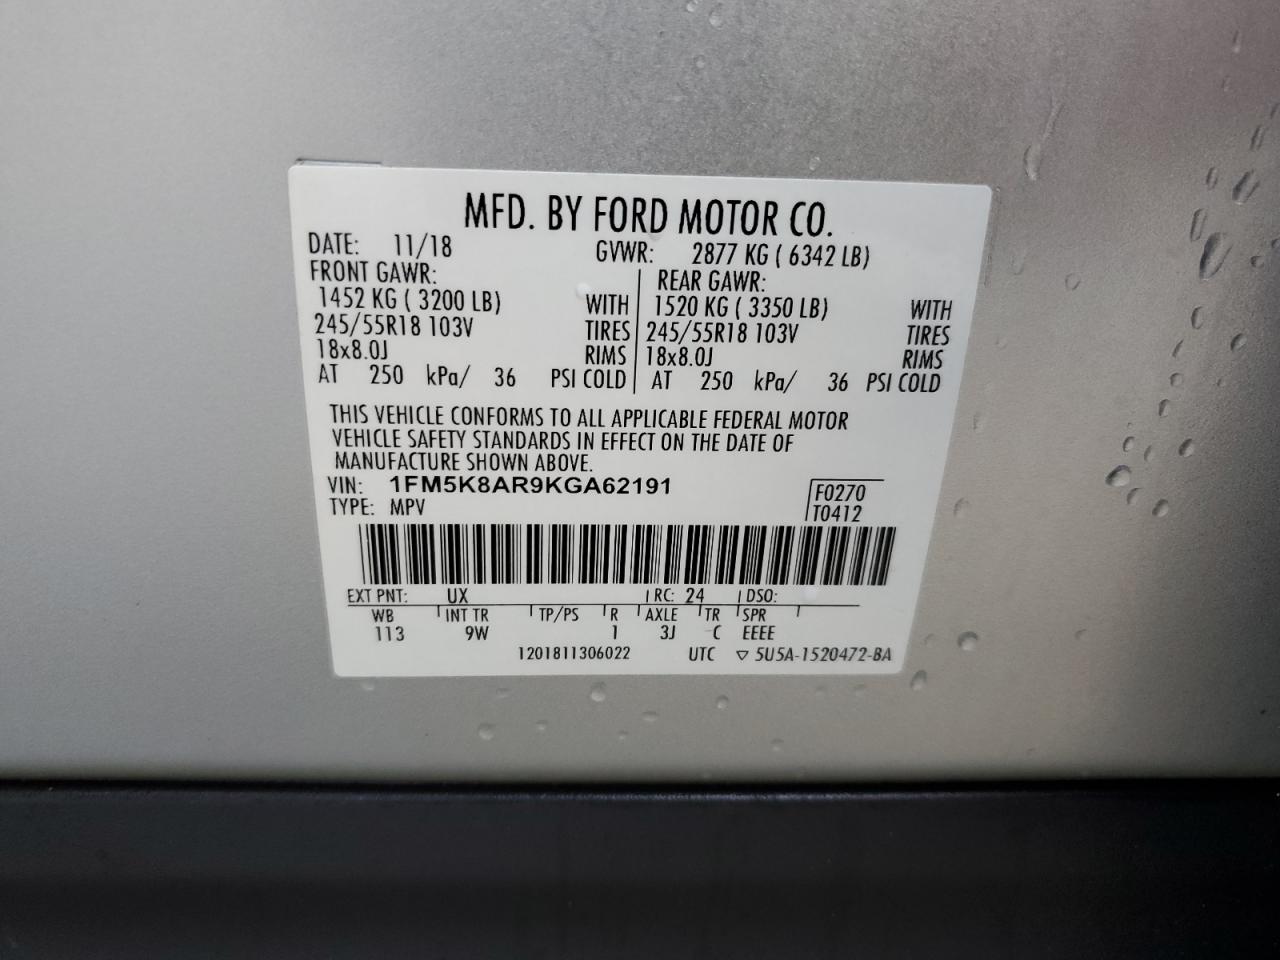 MFD. BY FORD MOTOR CO.
DATE: 11/18 GVWR: 2877 KG ( 6342 LB)
FRONT GAWR: REAR GAWR:
1452 KG ( 3200 LB) WITH 1520 KG ( 3350 LB) WITH
245/55R18 103V TIRES 245/55R18 103V TIRES
18x8.0J RIMS 18x8.0J RIMS
AT 250 kPa/ 36 PSI COLD AT 250 kPa/ 36 PSI COLD
THIS VEHICLE CONFORMS TO ALL APPLICABLE FEDERAL MOTOR
VEHICLE SAFETY STANDARDS IN EFFECT ON THE DATE OF
MANUFACTURE SHOWN ABOVE.
VIN: 1FM5K8AR9KGA62191 F0270
TYPE: MPV T0412
EXT PNT: UX RC: 24 DSO:
WB INT TR TP/PS R AXLE TR SPR
113 9W 1 3J C EEEE
1201811306022 UTC ▽ 5U5A-1520472-BA